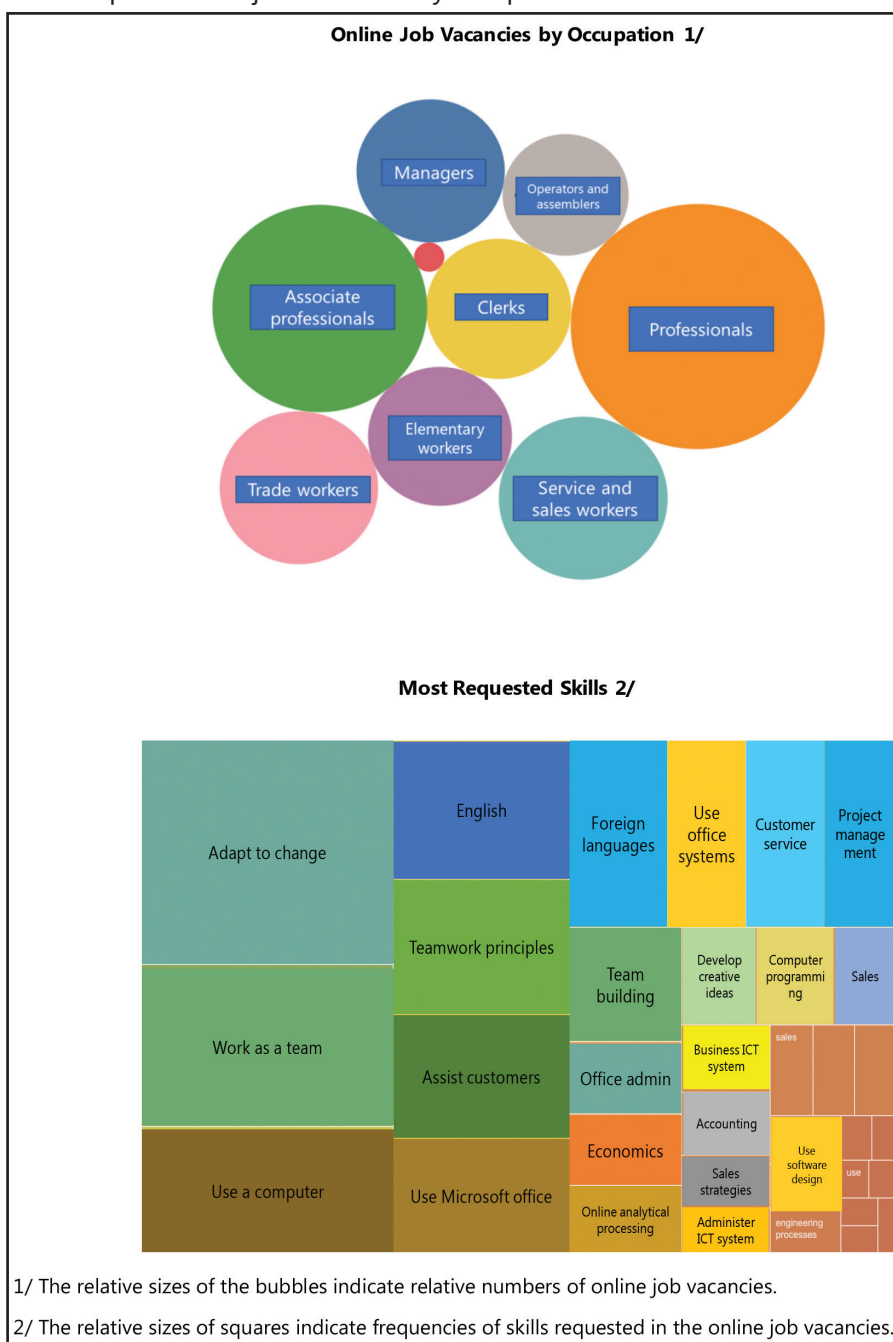 Online Job Vacancies by Occupation 1/
Managers
Operators and
assemblers
Associate
professionals
Clerks
Professionals
Elementary
workers
Trade workers
Service and
sales workers
Most Requested Skills 2/
Adapt to change
English
Foreign
languages
Use
office
systems
Customer
service
Project
manage
ment
Teamwork principles
Team
building
Develop
creative
ideas
Computer
programmi
ng
Sales
Work as a team
Assist customers
Office admin
Business ICT
system
sales
Accounting
Economics
Use
software
design
use
Use a computer
Use Microsoft office
Sales
strategies
Online analytical
processing
Administer
ICT system
engineering
processes
1/ The relative sizes of the bubbles indicate relative numbers of online job vacancies.
2/ The relative sizes of squares indicate frequencies of skills requested in the online job vacancies.